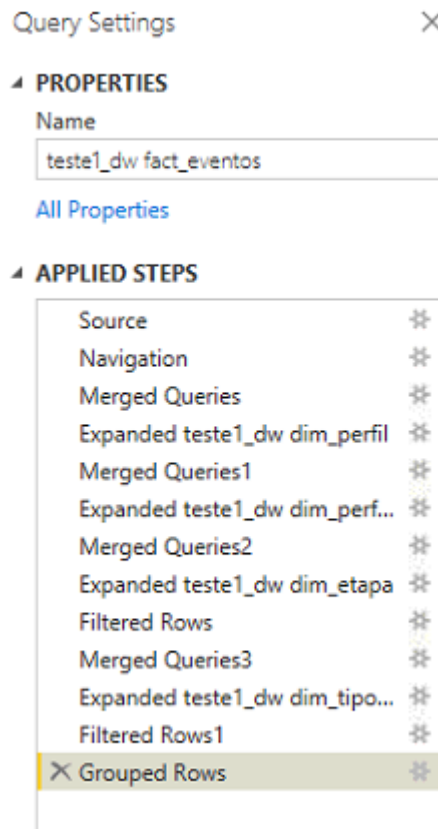 Query Settings
PROPERTIES
Name
teste1_dw fact_eventos
All Properties
APPLIED STEPS
Source
Navigation
Merged Queries
Expanded teste1_dw dim_perfil
Merged Queries1
Expanded teste1_dw dim_perf...
Merged Queries2
Expanded teste1_dw dim_etapa
Filtered Rows
Merged Queries3
Expanded teste1_dw dim_tipo...
Filtered Rows1
Grouped Rows